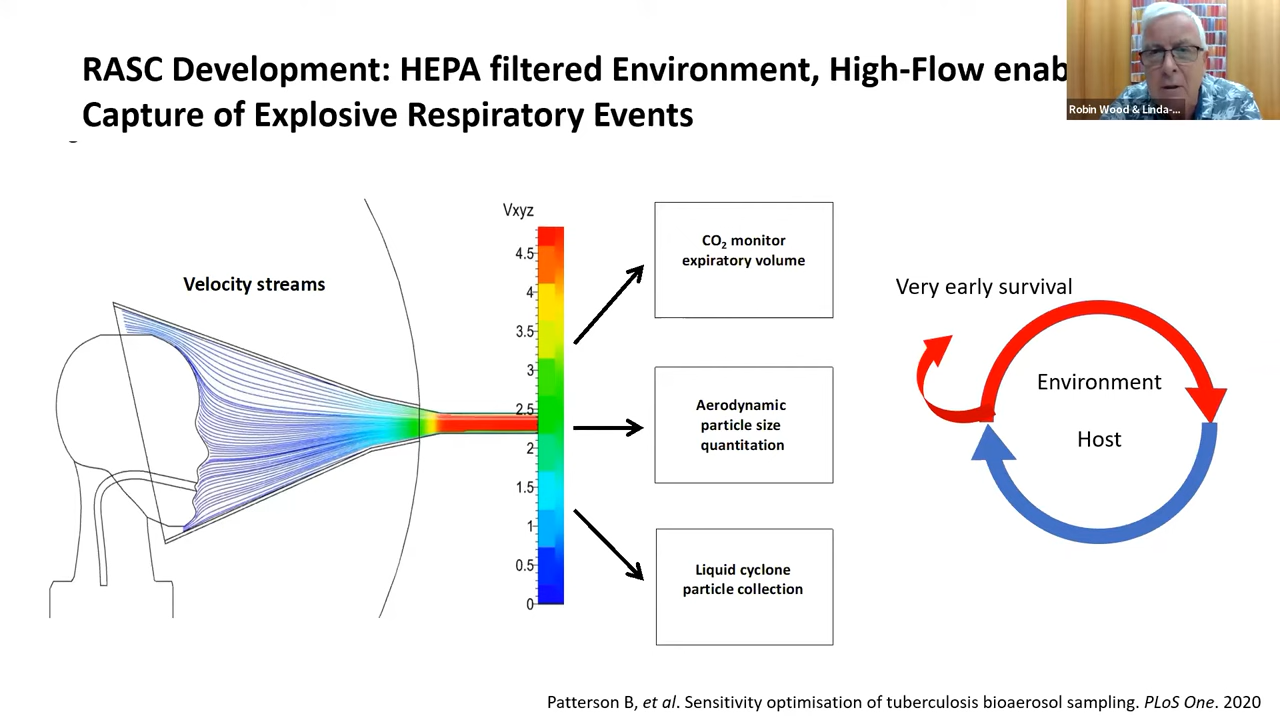 RASC Development: HEPA filtered Environment, High-Flow enab
Capture of Explosive Respiratory Events
Robin Wood & Linda-...
Velocity streams
Vxyz
4.5
4
3.5
3
2.5
2
1.5
1
0.5
0
CO₂ monitor
expiratory volume
Aerodynamic
particle size
quantitation
Liquid cyclone
particle collection
Very early survival
Environment
Host
Patterson B, et al. Sensitivity optimisation of tuberculosis bioaerosol sampling. PLoS One. 2020